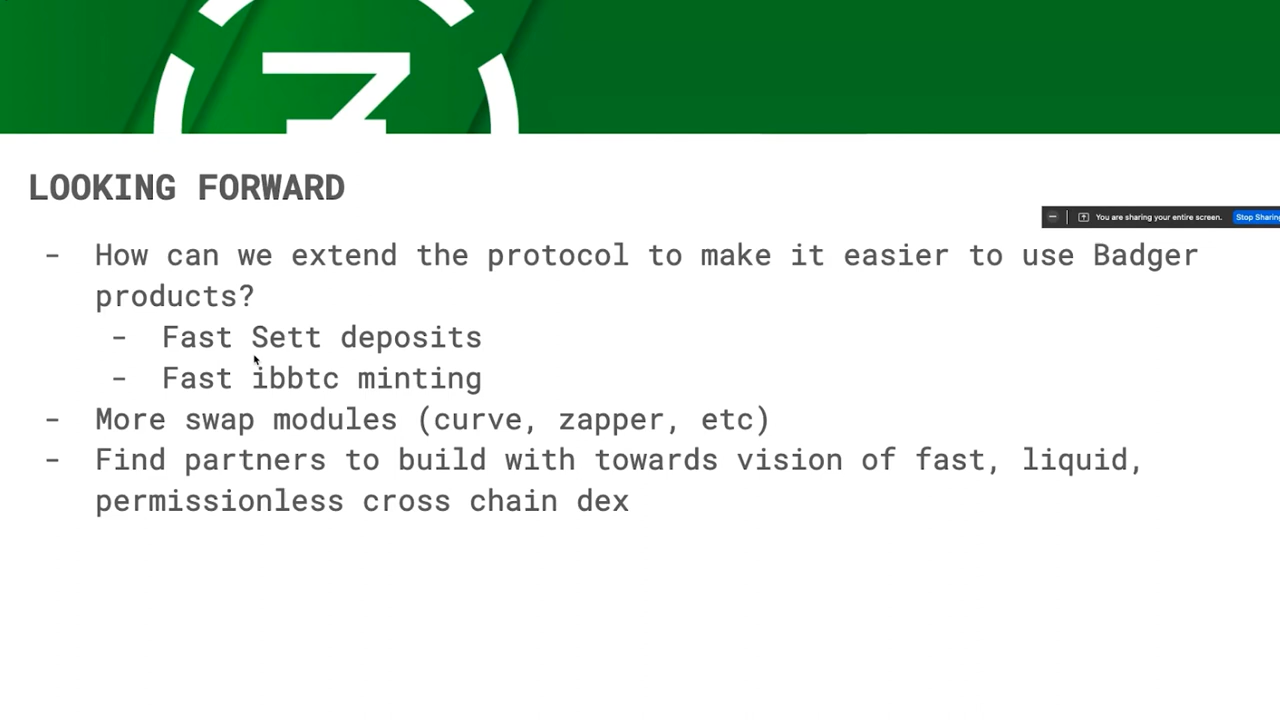 LOOKING FORWARD
You are sharing your entire screen.
Stop Sharing
- How can we extend the protocol to make it easier to use Badger
products?
- Fast Sett deposits
- Fast ibbtc minting
- More swap modules (curve, zapper, etc)
- Find partners to build with towards vision of fast, liquid,
permissionless cross chain dex